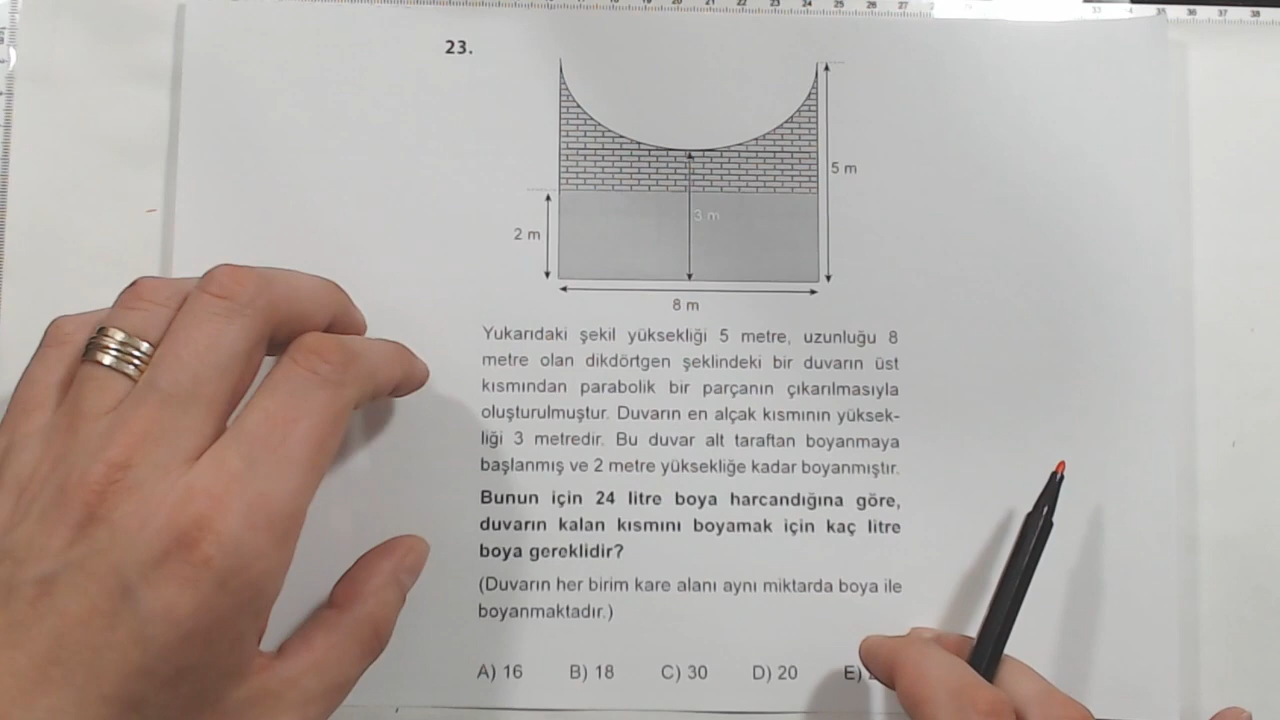 23.
5 m
3 m
2 m
8 m
Yukarıdaki şekil yüksekliği 5 metre, uzunluğu 8
metre olan dikdörtgen şeklindeki bir duvarın üst
kısmından parabolik bir parçanın çıkarılmasıyla
oluşturulmuştur. Duvarın en alçak kısmının yüksek-
liği 3 metredir. Bu duvar alt taraftan boyanmaya
başlanmış ve 2 metre yüksekliğe kadar boyanmıştır.
Bunun için 24 litre boya harcandığına göre,
duvarın kalan kısmını boyamak için kaç litre
boya gereklidir?
(Duvarın her birim kare alanı aynı miktarda boya ile
boyanmaktadır.)
A) 16 B) 18 C) 30 D) 20 E)